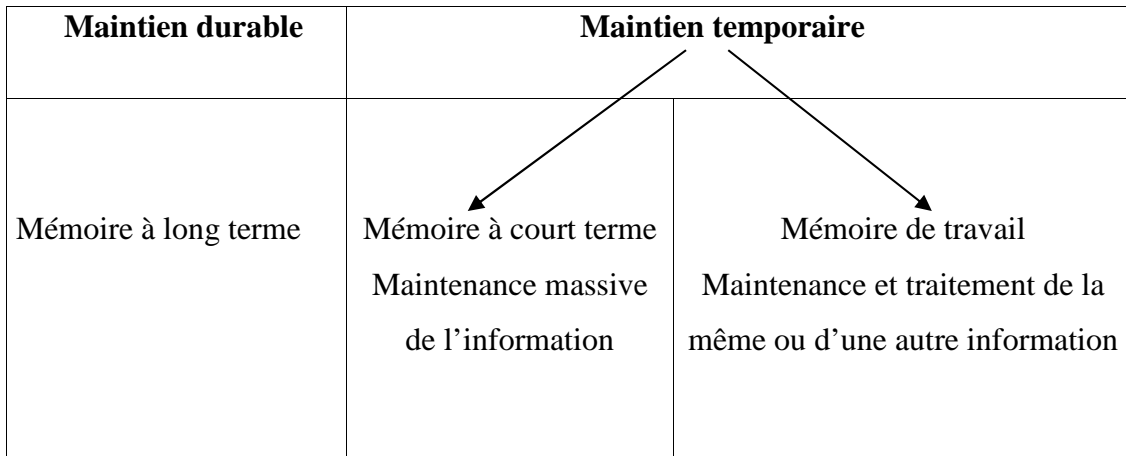 Maintien durable
Maintien temporaire
Mémoire à long terme
Mémoire à court terme
Maintenance massive
de l’information
Mémoire de travail
Maintenance et traitement de la
même ou d’une autre information